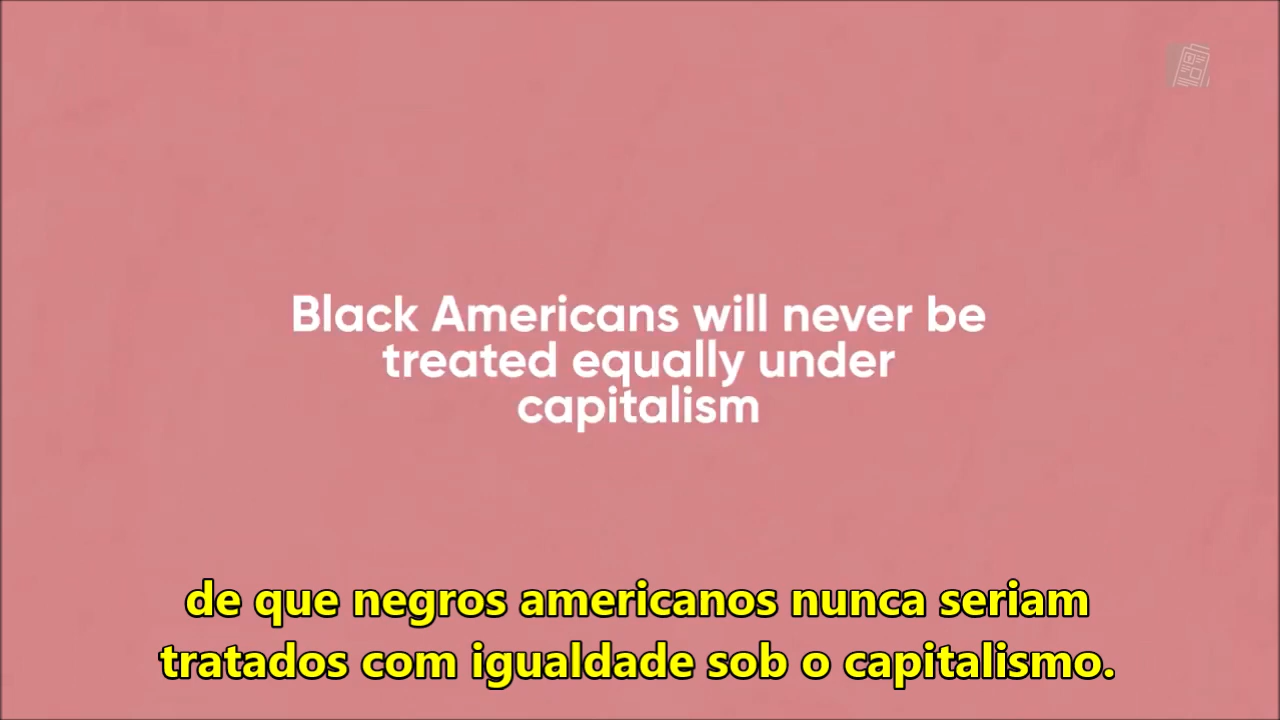 Black Americans will never be
treated equally under
capitalism
de que negros americanos nunca seriam
tratados com igualdade sob o capitalismo.